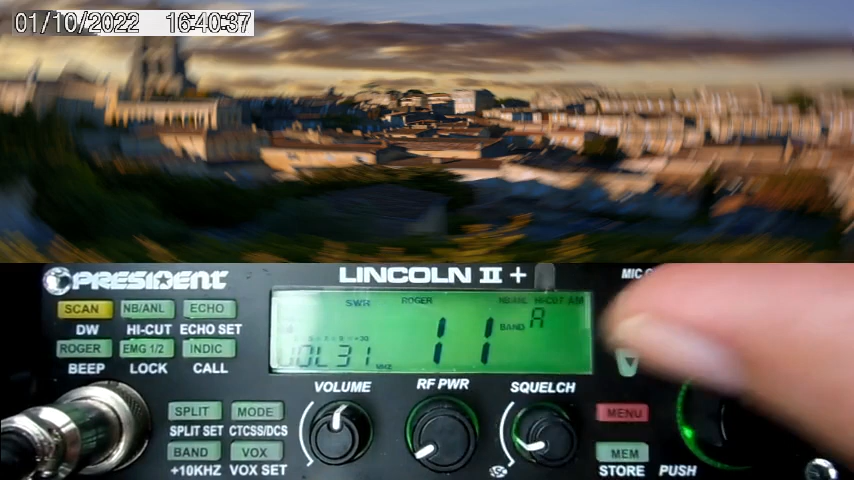 01/10/2022 16:40:37
PRESIDENT LINCOLN II + MIC
SCAN NB/ANL ECHO
DW HI-CUT ECHO SET
ROGER EMG 1/2 INDIC
BEEP LOCK CALL
SWR ROGER NB/ANL HI-CUT AM
11 BAND A
VOL31
VOLUME RF PWR SQUELCH
SPLIT MODE MENU
SPLIT SET CTCSS/DCS
BAND VOX MEM
+10KHZ VOX SET STORE PUSH